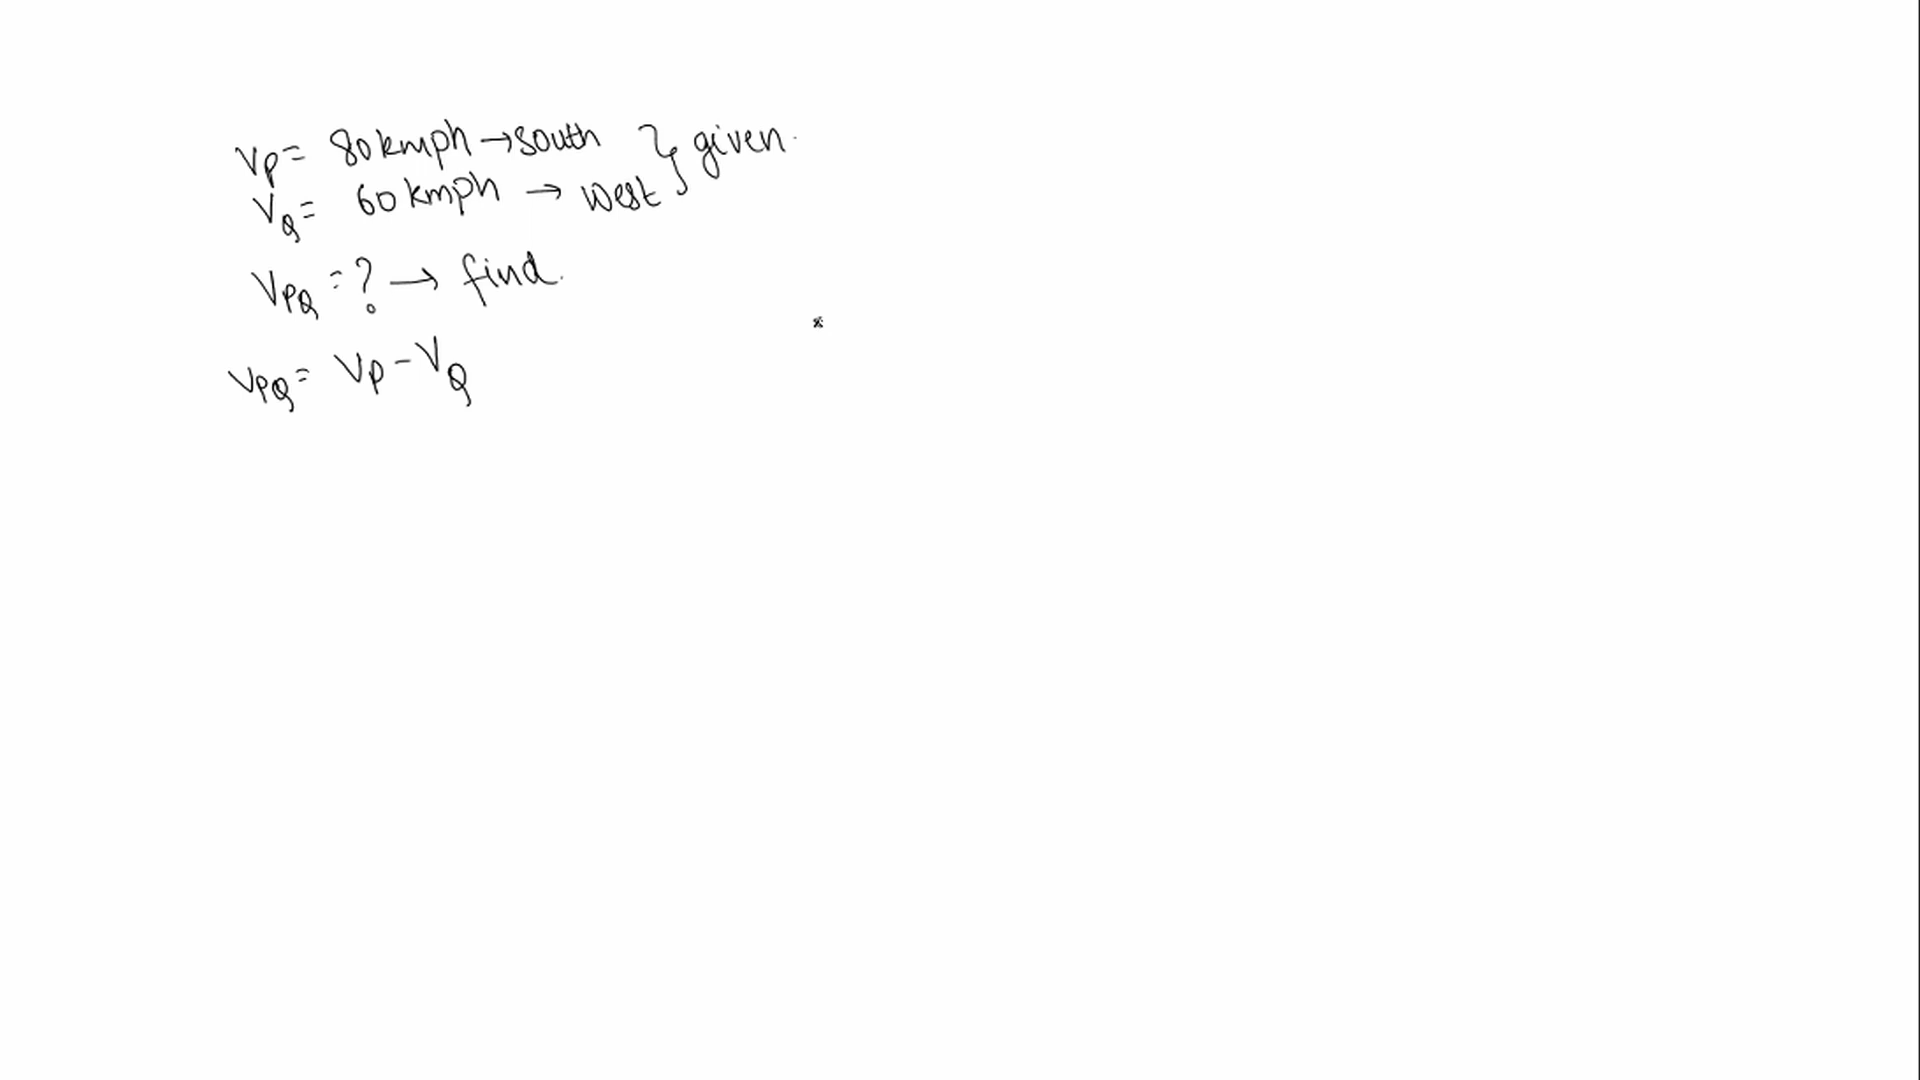 Vp = 80 kmph → south } given.
VQ = 60 kmph → west
VPQ = ? → find.
VPQ = VP - VQ